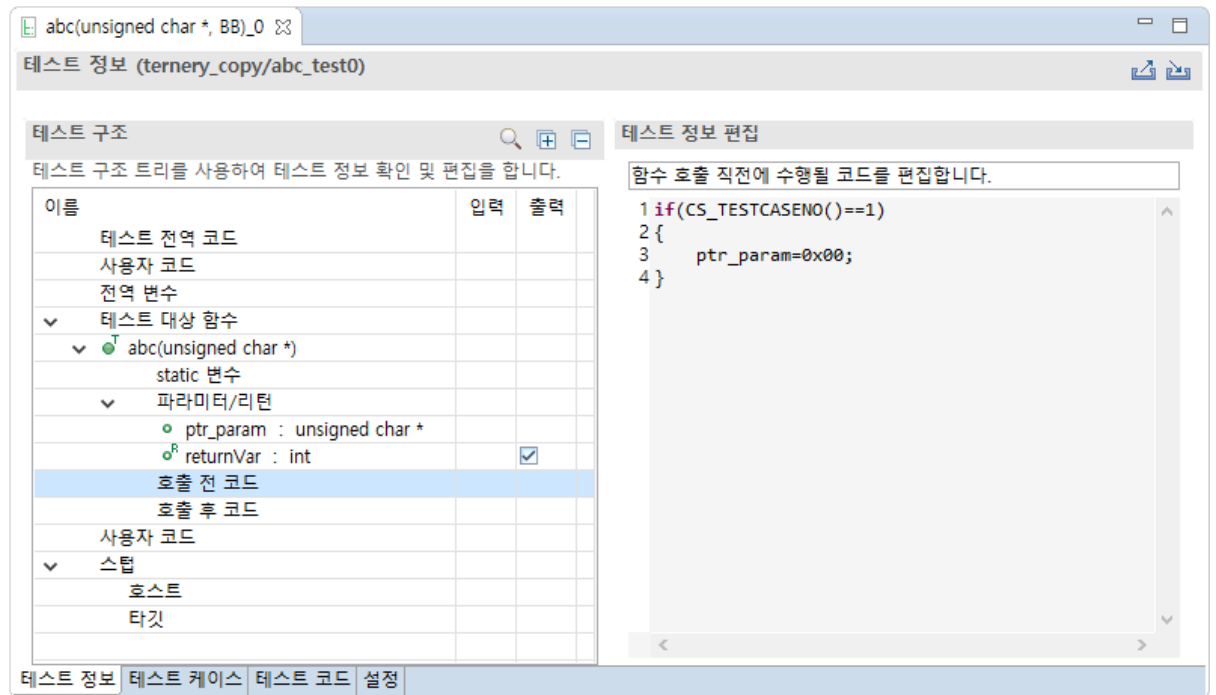 abc(unsigned char *, BB)_0
테스트 정보 (ternery_copy/abc_test0)
테스트 구조
테스트 구조 트리를 사용하여 테스트 정보 확인 및 편집을 합니다.
이름 입력 출력
테스트 전역 코드
사용자 코드
전역 변수
테스트 대상 함수
T abc(unsigned char *)
static 변수
파라미터/리턴
ptr_param : unsigned char *
R returnVar : int
호출 전 코드
호출 후 코드
사용자 코드
스텁
호스트
타깃
테스트 정보 편집
함수 호출 직전에 수행될 코드를 편집합니다.
1 if(CS_TESTCASENO()==1)
2 {
3 ptr_param=0x00;
4 }
테스트 정보 테스트 케이스 테스트 코드 설정